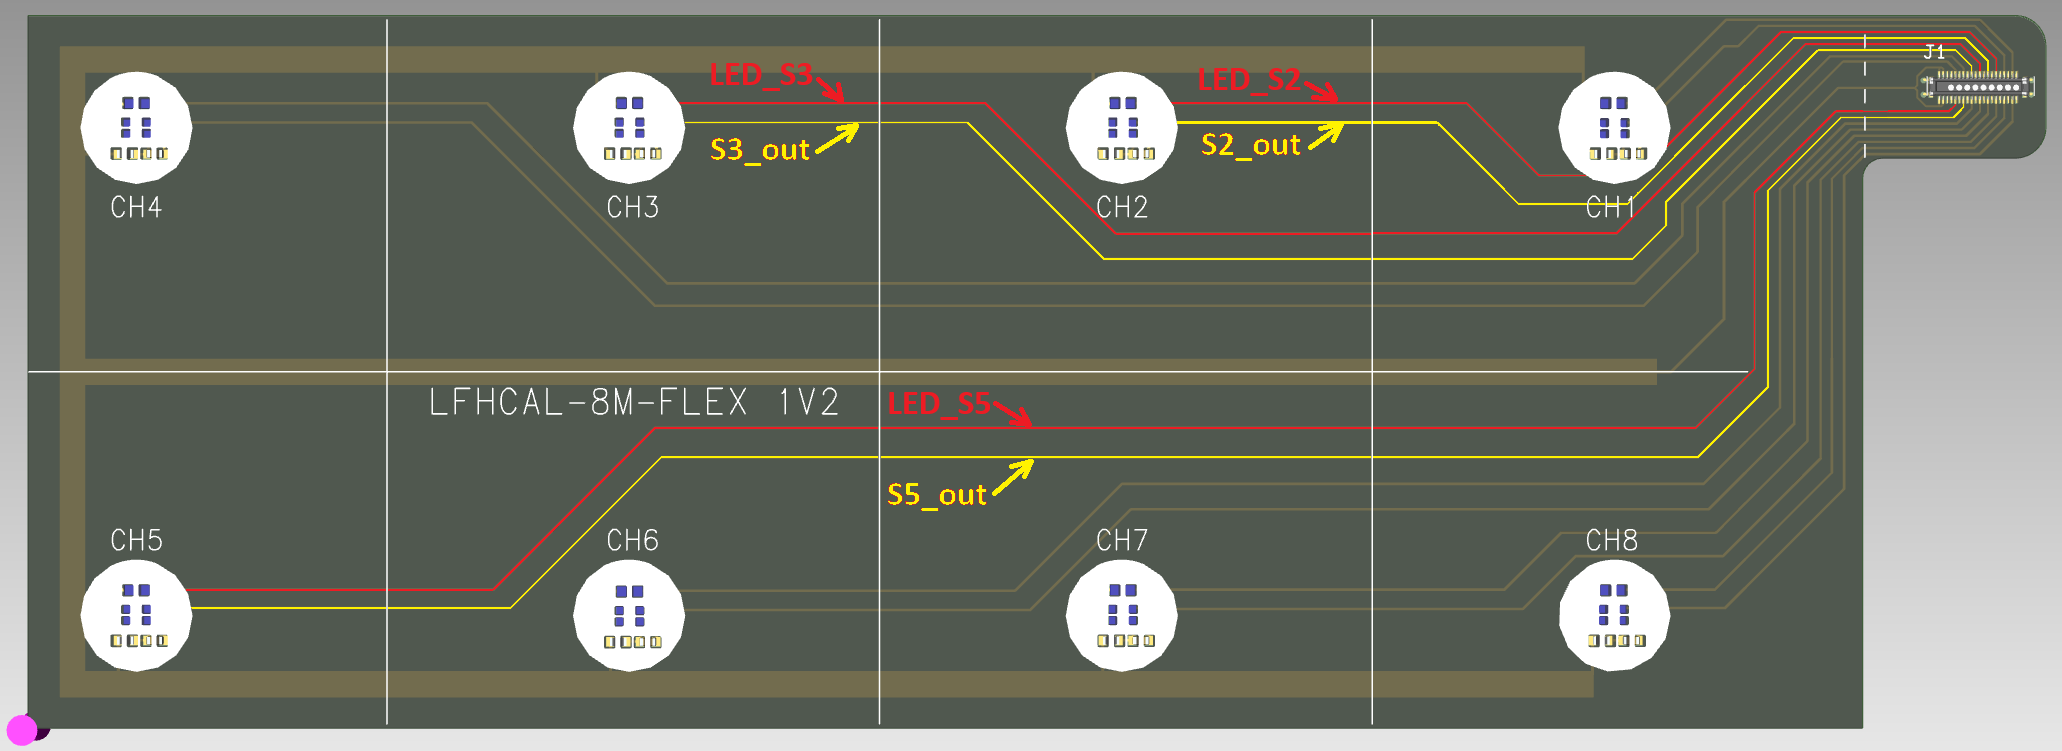 J1
LED_S3
LED_S2
S3_out
S2_out
CH4
CH3
CH2
CH1
LFHCAL-8M-FLEX 1V2
LED_S5
S5_out
CH5
CH6
CH7
CH8